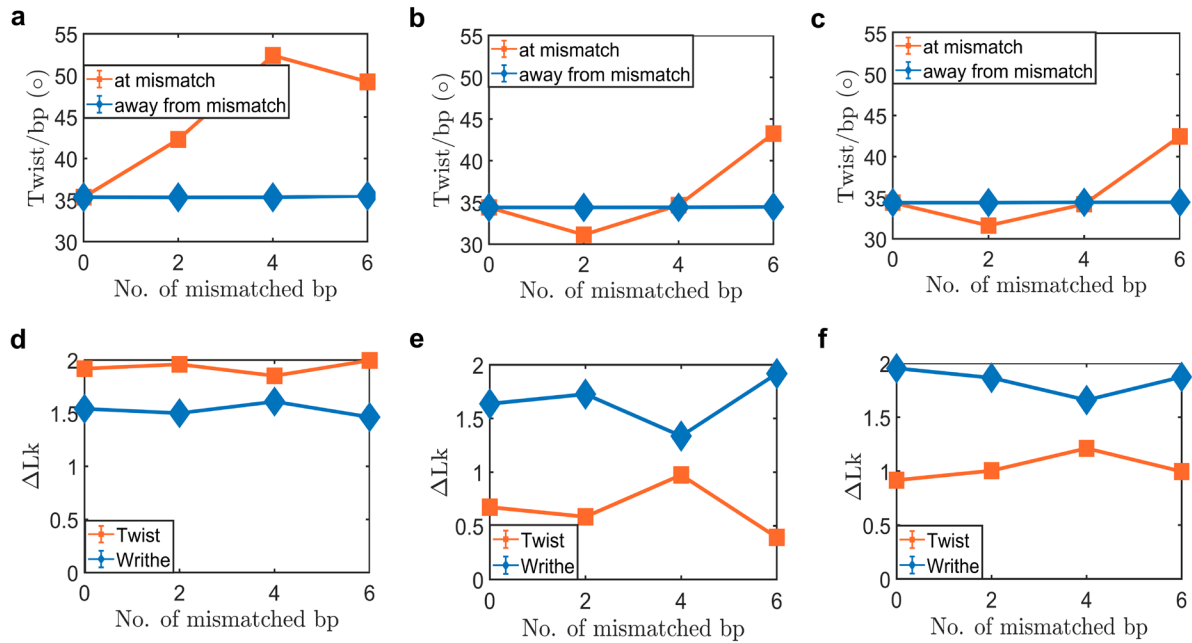 a
55
50
45
40
35
30
Twist/bp (○)
at mismatch
away from mismatch
0 2 4 6
No. of mismatched bp
b
55
50
45
40
35
30
Twist/bp (○)
at mismatch
away from mismatch
0 2 4 6
No. of mismatched bp
c
55
50
45
40
35
30
Twist/bp (○)
at mismatch
away from mismatch
0 2 4 6
No. of mismatched bp
d
2
1.5
1
0.5
0
ΔLk
Twist
Writhe
0 2 4 6
No. of mismatched bp
e
2
1.5
1
0.5
0
ΔLk
Twist
Writhe
0 2 4 6
No. of mismatched bp
f
2
1.5
1
0.5
0
ΔLk
Twist
Writhe
0 2 4 6
No. of mismatched bp